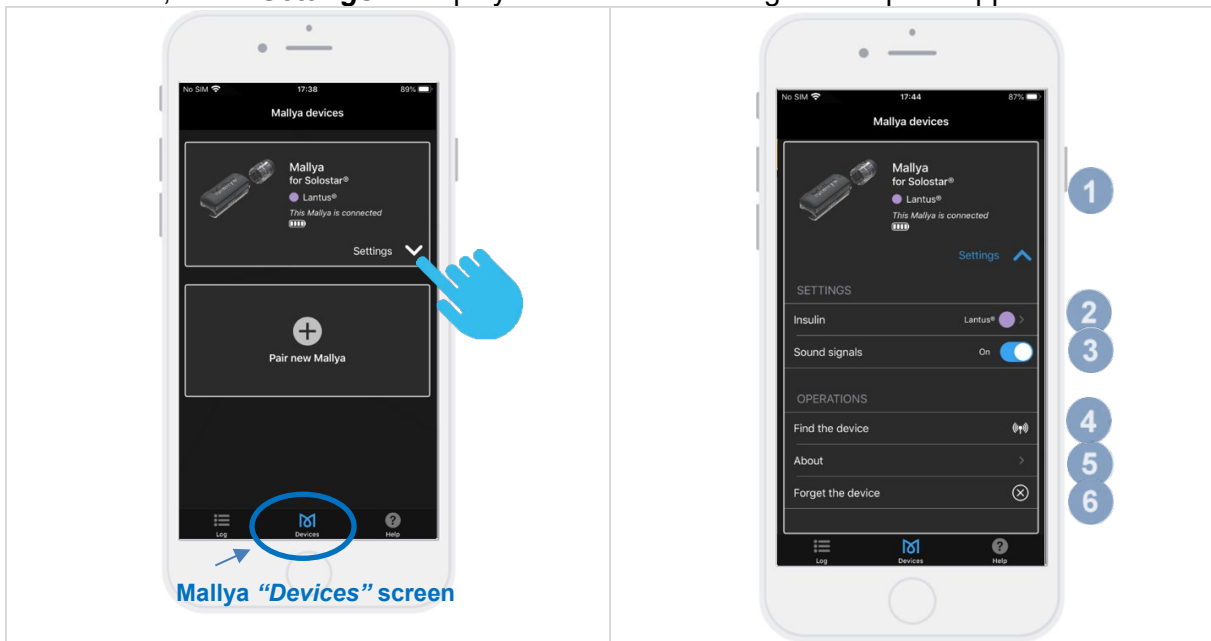 Settings
No SIM 17:38 89%
Mallya devices
Mallya
for Solostar®
Lantus®
This Mallya is connected
Settings
Pair new Mallya
Log Devices Help
Mallya “Devices” screen
No SIM 17:44 87%
Mallya devices
Mallya
for Solostar®
Lantus®
This Mallya is connected
1
Settings
SETTINGS
Insulin Lantus® 2
Sound signals On 3
OPERATIONS
Find the device 4
About 5
Forget the device 6
Log Devices Help